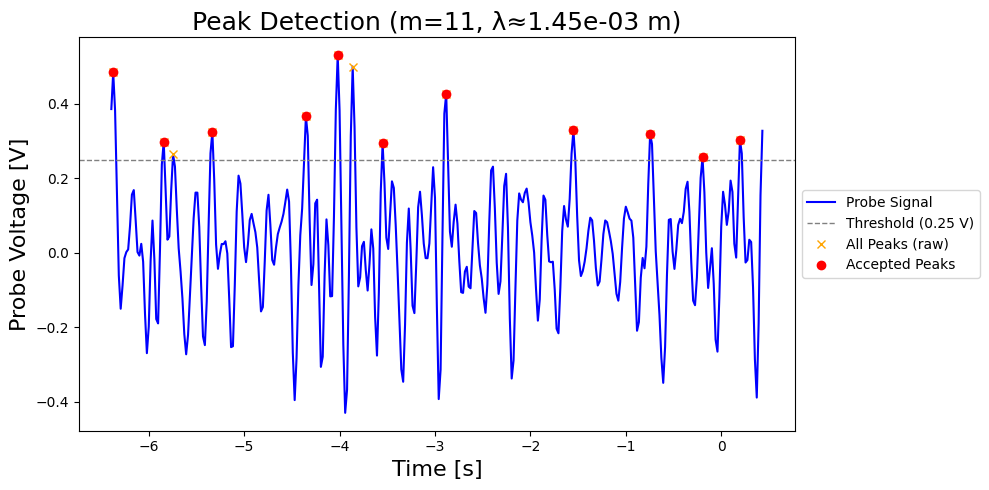 Peak Detection (m=11, λ≈1.45e-03 m)
Probe Voltage [V]
0.4
0.2
0.0
−0.2
−0.4
−6
−5
−4
−3
−2
−1
0
Time [s]
Probe Signal
Threshold (0.25 V)
All Peaks (raw)
Accepted Peaks